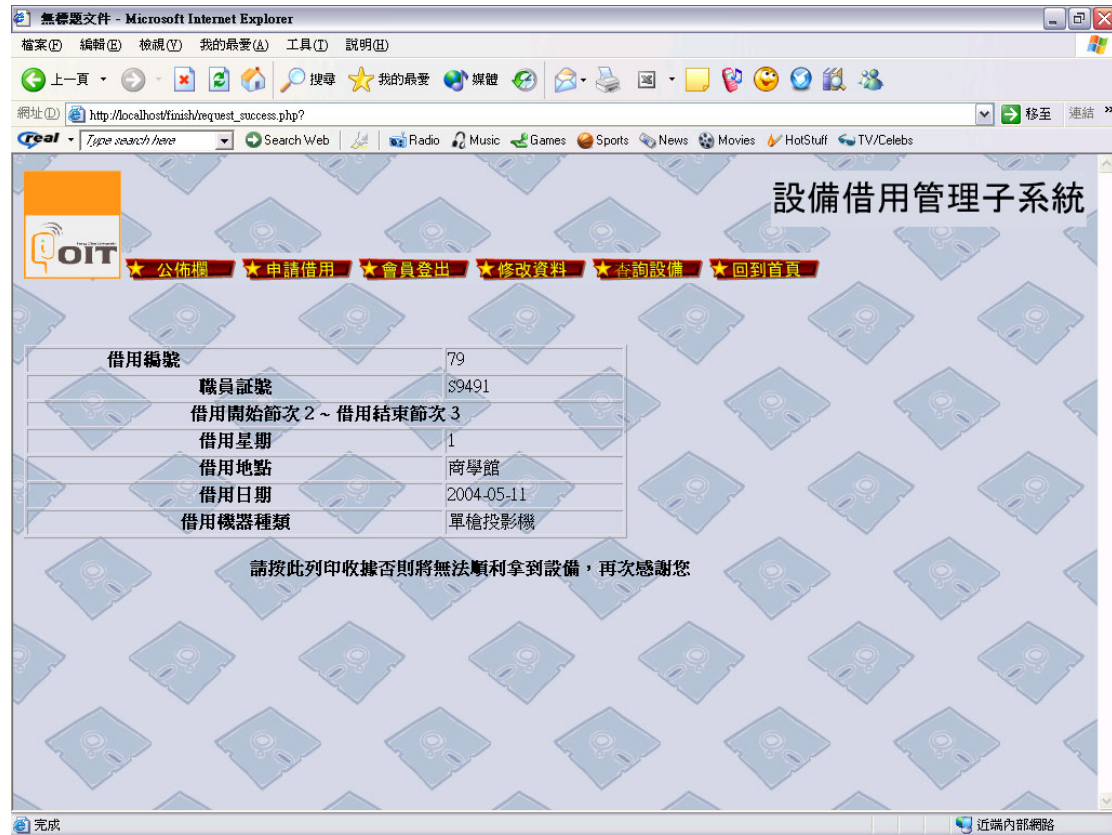 無標題文件 - Microsoft Internet Explorer
檔案(F) 編輯(E) 檢視(V) 我的最愛(A) 工具(T) 說明(H)
上一頁 搜尋 我的最愛 媒體
網址(D) http://localhost/finish/request_success.php? 移至 連結 »
real Type search here Search Web Radio Music Games Sports News Movies HotStuff TV/Celebs
設備借用管理子系統
OIT
公佈欄 申請借用 會員登出 修改資料 查詢設備 回到首頁
借用編號 79
職員証號 S9491
借用開始節次 2 ~ 借用結束節次 3
借用星期 1
借用地點 商學館
借用日期 2004-05-11
借用機器種類 單槍投影機
請按此列印收據否則將無法順利拿到設備，再次感謝您
完成 近端內部網路